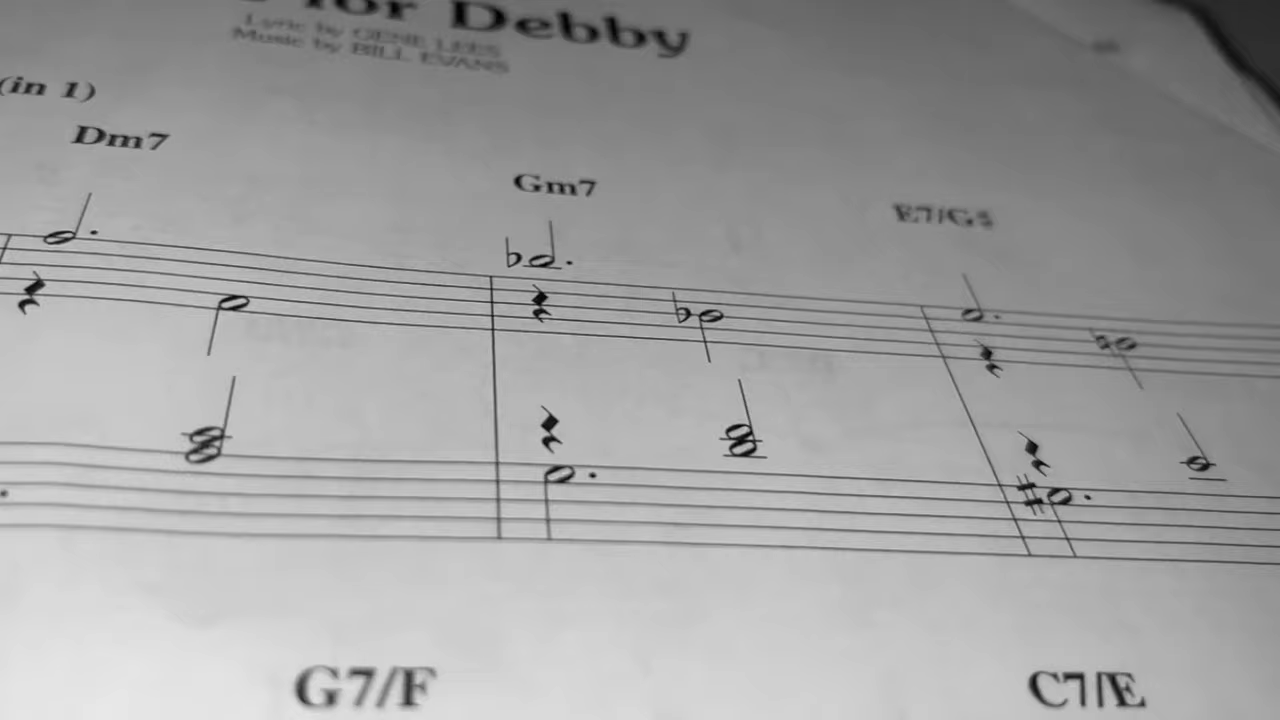 for Debby
Lyric by GENE LEES
Music by BILL EVANS
(in 1)
Dm7 Gm7 E7/G♯
G7/F C7/E